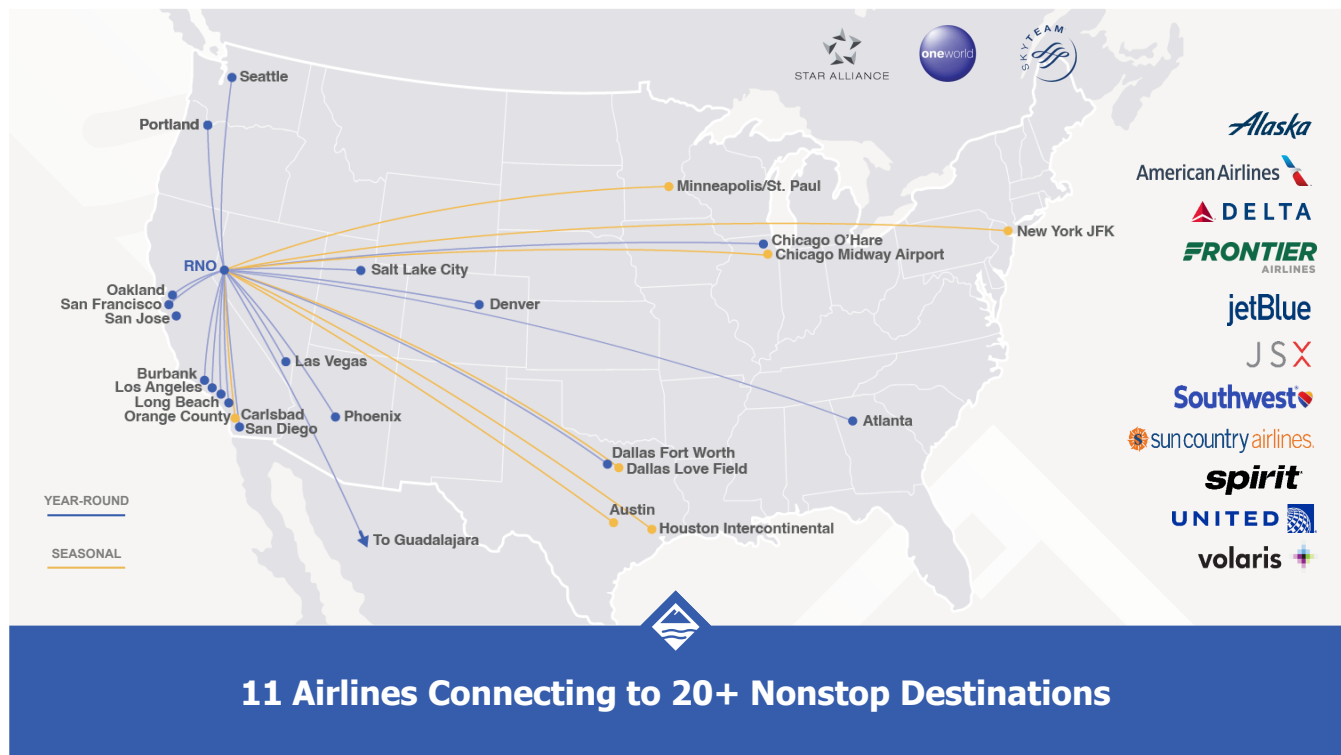 STAR ALLIANCE
oneworld
SKYTEAM
Seattle
Portland
Minneapolis/St. Paul
New York JFK
Chicago O’Hare
Chicago Midway Airport
RNO
Salt Lake City
Oakland
San Francisco
San Jose
Denver
Las Vegas
Burbank
Los Angeles
Long Beach
Orange County
Carlsbad
San Diego
Phoenix
Atlanta
Dallas Fort Worth
Dallas Love Field
Austin
Houston Intercontinental
To Guadalajara
YEAR-ROUND
SEASONAL
Alaska
American Airlines
DELTA
FRONTIER
AIRLINES
jetBlue
JSX
Southwest
S sun country airlines.
spirit
UNITED
volaris
11 Airlines Connecting to 20+ Nonstop Destinations